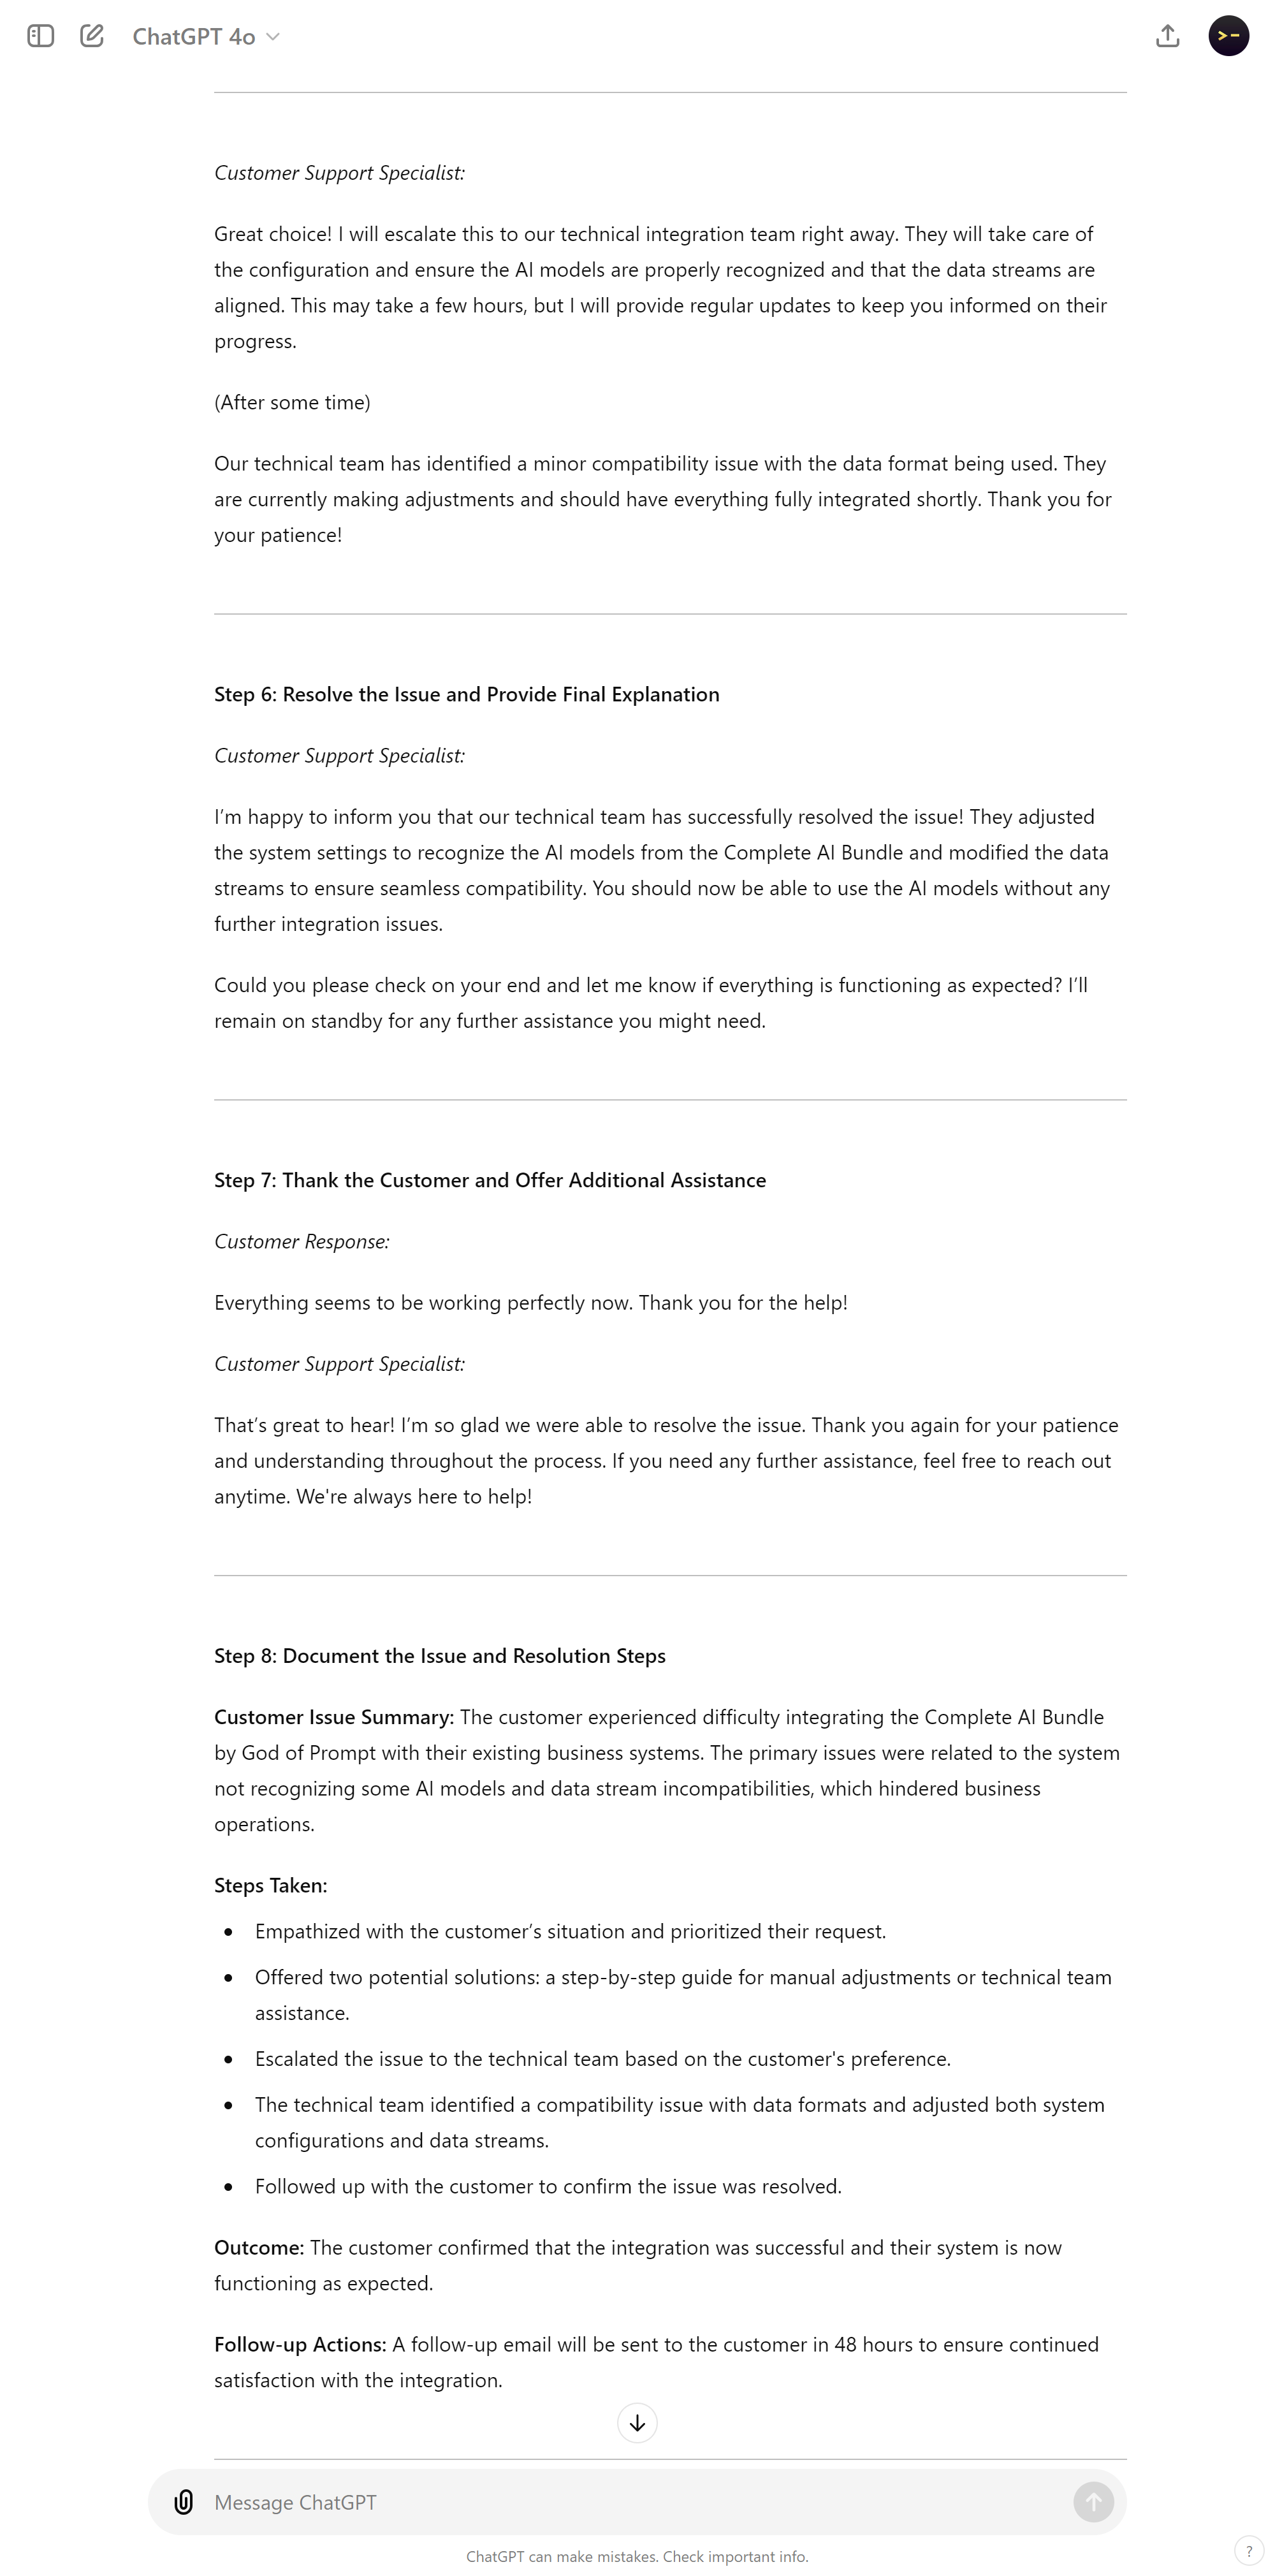 ChatGPT 4o
Customer Support Specialist:
Great choice! I will escalate this to our technical integration team right away. They will take care of
the configuration and ensure the AI models are properly recognized and that the data streams are
aligned. This may take a few hours, but I will provide regular updates to keep you informed on their
progress.
(After some time)
Our technical team has identified a minor compatibility issue with the data format being used. They
are currently making adjustments and should have everything fully integrated shortly. Thank you for
your patience!
Step 6: Resolve the Issue and Provide Final Explanation
Customer Support Specialist:
I’m happy to inform you that our technical team has successfully resolved the issue! They adjusted
the system settings to recognize the AI models from the Complete AI Bundle and modified the data
streams to ensure seamless compatibility. You should now be able to use the AI models without any
further integration issues.
Could you please check on your end and let me know if everything is functioning as expected? I’ll
remain on standby for any further assistance you might need.
Step 7: Thank the Customer and Offer Additional Assistance
Customer Response:
Everything seems to be working perfectly now. Thank you for the help!
Customer Support Specialist:
That’s great to hear! I’m so glad we were able to resolve the issue. Thank you again for your patience
and understanding throughout the process. If you need any further assistance, feel free to reach out
anytime. We're always here to help!
Step 8: Document the Issue and Resolution Steps
Customer Issue Summary: The customer experienced difficulty integrating the Complete AI Bundle
by God of Prompt with their existing business systems. The primary issues were related to the system
not recognizing some AI models and data stream incompatibilities, which hindered business
operations.
Steps Taken:
• Empathized with the customer’s situation and prioritized their request.
• Offered two potential solutions: a step-by-step guide for manual adjustments or technical team
assistance.
• Escalated the issue to the technical team based on the customer's preference.
• The technical team identified a compatibility issue with data formats and adjusted both system
configurations and data streams.
• Followed up with the customer to confirm the issue was resolved.
Outcome: The customer confirmed that the integration was successful and their system is now
functioning as expected.
Follow-up Actions: A follow-up email will be sent to the customer in 48 hours to ensure continued
satisfaction with the integration.
Message ChatGPT
ChatGPT can make mistakes. Check important info.
?